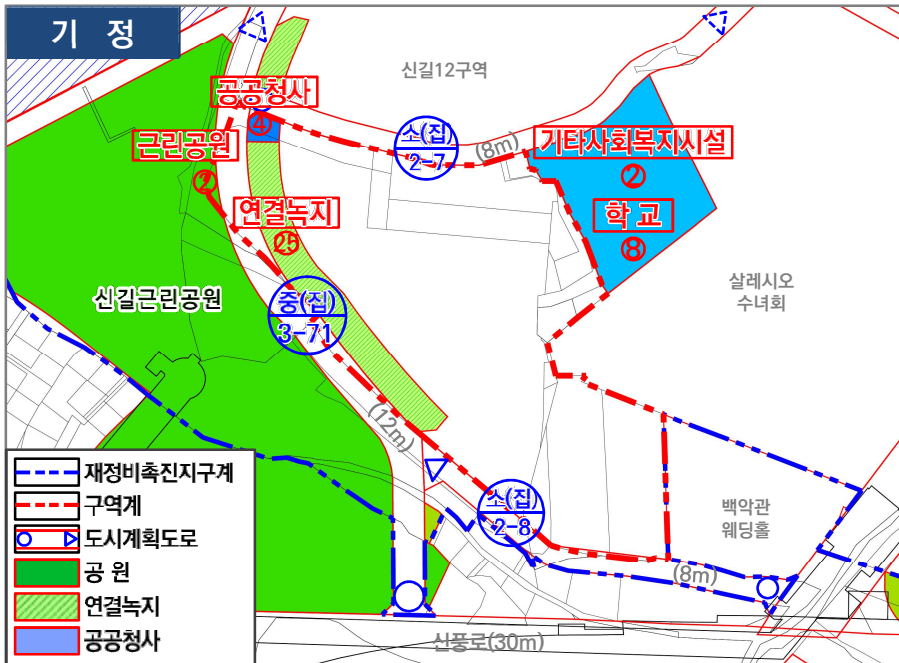 기 정
신길12구역
공공청사
④
소(집)
2-7
(8m)
기타사회복지시설
②
근린공원
②
연결녹지
㉕
학 교
⑧
신길근린공원
중(집)
3-71
살레시오
수녀회
(12m)
소(집)
2-8
백악관
웨딩홀
(8m)
신풍로(30m)
재정비촉진지구계
구역계
도시계획도로
공 원
연결녹지
공공청사